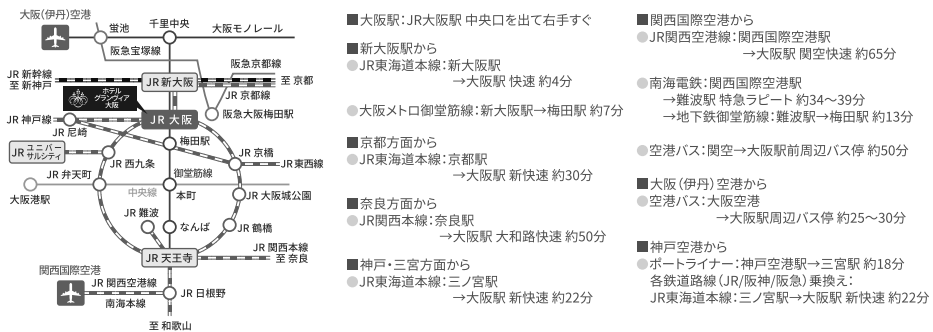 大阪(伊丹)空港
蛍池
千里中央
大阪モノレール
阪急宝塚線
JR 新幹線
至 新神戸
JR 新大阪
阪急京都線
至 京都
JR 京都線
ホテル
グランヴィア
大阪
阪急大阪梅田駅
JR 神戸線
JR 尼崎
JR 大阪
梅田駅
JR ユニバー
サルシティ
JR 西九条
JR 京橋
JR 東西線
JR 弁天町
御堂筋線
中央線
大阪港駅
本町
JR 大阪城公園
JR 難波
なんば
JR 鶴橋
JR 天王寺
JR 関西本線
至 奈良
関西国際空港
JR 関西空港線
南海本線
JR 日根野
至 和歌山
■大阪駅:JR大阪駅 中央口を出て右手すぐ
■新大阪駅から
●JR東海道本線:新大阪駅
→大阪駅 快速 約4分
●大阪メトロ御堂筋線:新大阪駅→梅田駅 約7分
■京都方面から
●JR東海道本線:京都駅
→大阪駅 新快速 約30分
■奈良方面から
●JR関西本線:奈良駅
→大阪駅 大和路快速 約50分
■神戸・三宮方面から
●JR東海道本線:三ノ宮駅
→大阪駅 新快速 約22分
■関西国際空港から
●JR関西空港線:関西国際空港駅
→大阪駅 関空快速 約65分
●南海電鉄:関西国際空港駅
→難波駅 特急ラピート 約34〜39分
→地下鉄御堂筋線:難波駅→梅田駅 約13分
●空港バス:関空→大阪駅前周辺バス停 約50分
■大阪(伊丹)空港から
●空港バス:大阪空港
→大阪駅周辺バス停 約25〜30分
■神戸空港から
●ポートライナー:神戸空港駅→三宮駅 約18分
各鉄道路線(JR/阪神/阪急)乗換え:
JR東海道本線:三ノ宮駅→大阪駅 新快速 約22分